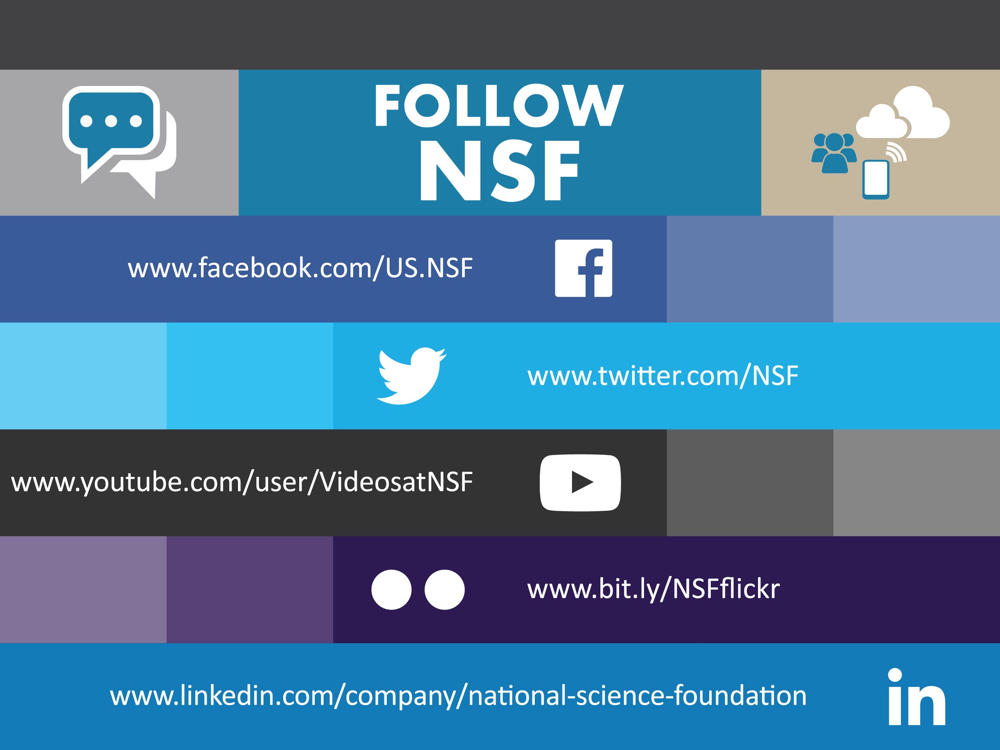 FOLLOW
NSF
www.facebook.com/US.NSF
www.twitter.com/NSF
www.youtube.com/user/VideosatNSF
www.bit.ly/NSFflickr
www.linkedin.com/company/national-science-foundation
in